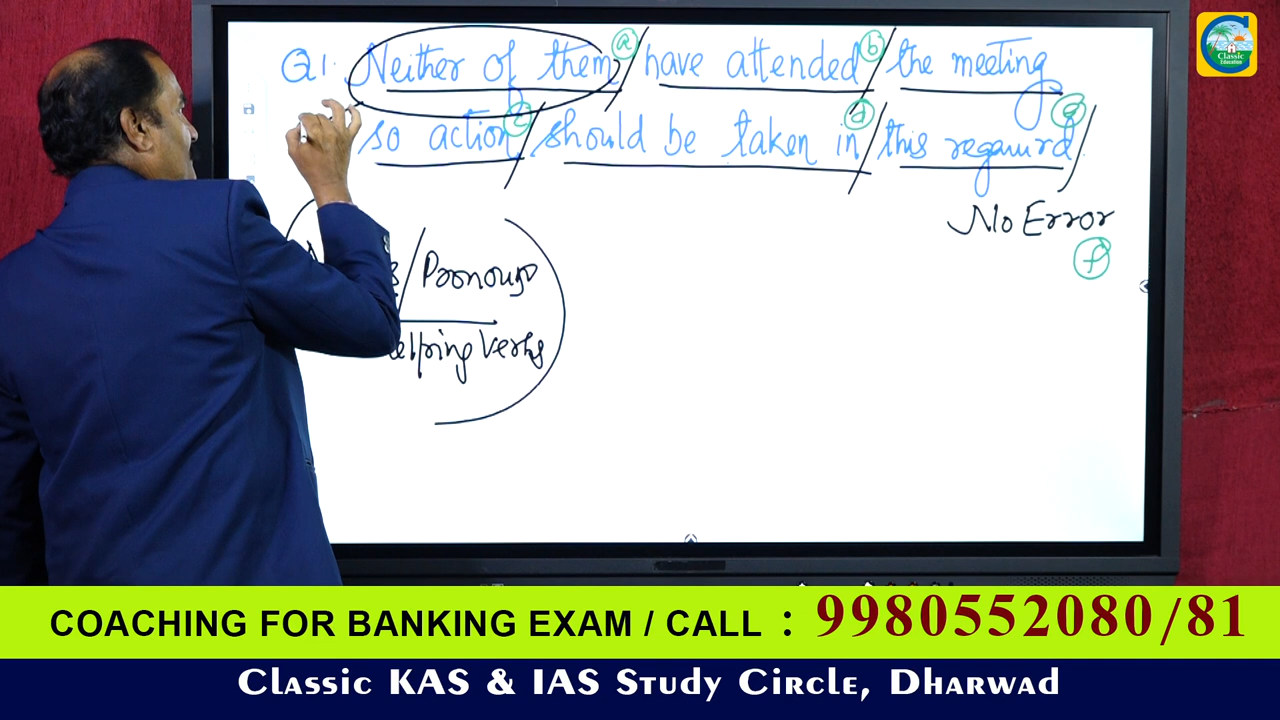 Q1. Neither of them (a) / have attended (b) / the meeting
so action (c) / should be taken in (d) / this regaurd (e) /
No Error
(f)
/ Pronoun
elping Verbs
Classic
Education
COACHING FOR BANKING EXAM / CALL : 9980552080/81
Classic KAS & IAS Study Circle, Dharwad